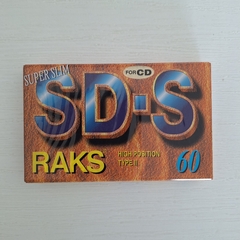 SUPER SLIM
FOR CD
SD-S
RAKS
HIGH POSITION
TYPE II
60